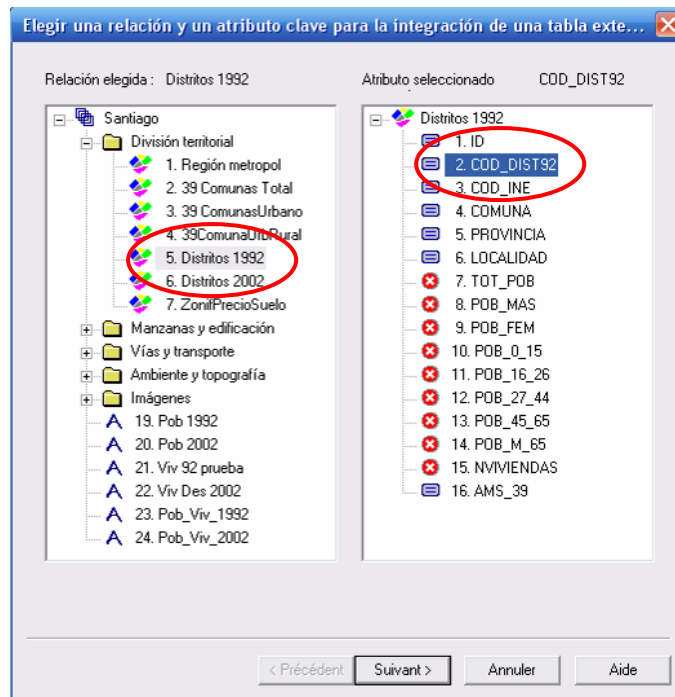 Elegir una relación y un atributo clave para la integración de una tabla exte...
Relación elegida : Distritos 1992
Atributo seleccionado COD_DIST92
Santiago
División territorial
1. Región metropol
2. 39 Comunas Total
3. 39 ComunasUrbano
4. 39ComunaUrbRural
5. Distritos 1992
6. Distritos 2002
7. ZonifPrecioSuelo
Manzanas y edificación
Vías y transporte
Ambiente y topografía
Imágenes
19. Pob 1992
20. Pob 2002
21. Viv 92 prueba
22. Viv Des 2002
23. Pob_Viv_1992
24. Pob_Viv_2002
Distritos 1992
1. ID
2. COD_DIST92
3. COD_INE
4. COMUNA
5. PROVINCIA
6. LOCALIDAD
7. TOT_POB
8. POB_MAS
9. POB_FEM
10. POB_0_15
11. POB_16_26
12. POB_27_44
13. POB_45_65
14. POB_M_65
15. NVIVIENDAS
16. AMS_39
< Précédent Suivant > Annuler Aide